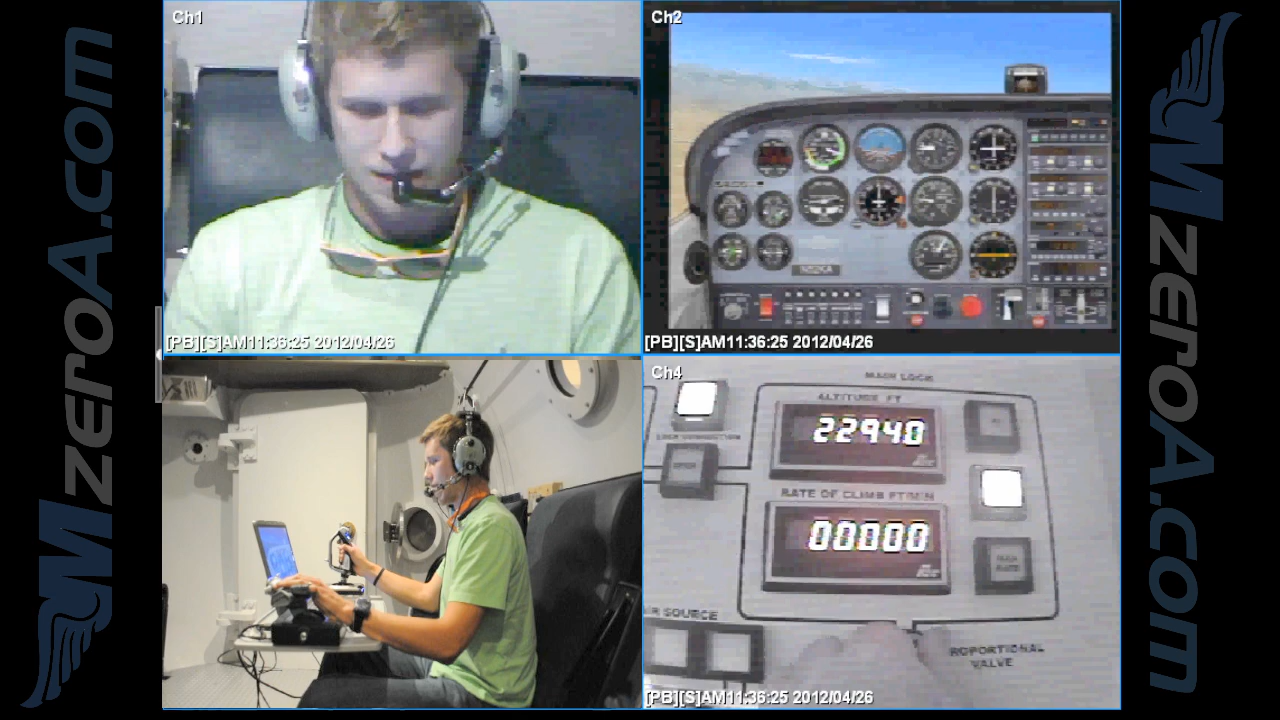 MzeroA.com
Ch1
[PB][S]AM11:36:25 2012/04/26
Ch2
[PB][S]AM11:36:25 2012/04/26
Ch4
MAIN LOCK
ALTITUDE FT
22940
RATE OF CLIMB FT/MIN
00000
AIR SOURCE
PROPORTIONAL
VALVE
[PB][S]AM11:36:25 2012/04/26
MzeroA.com